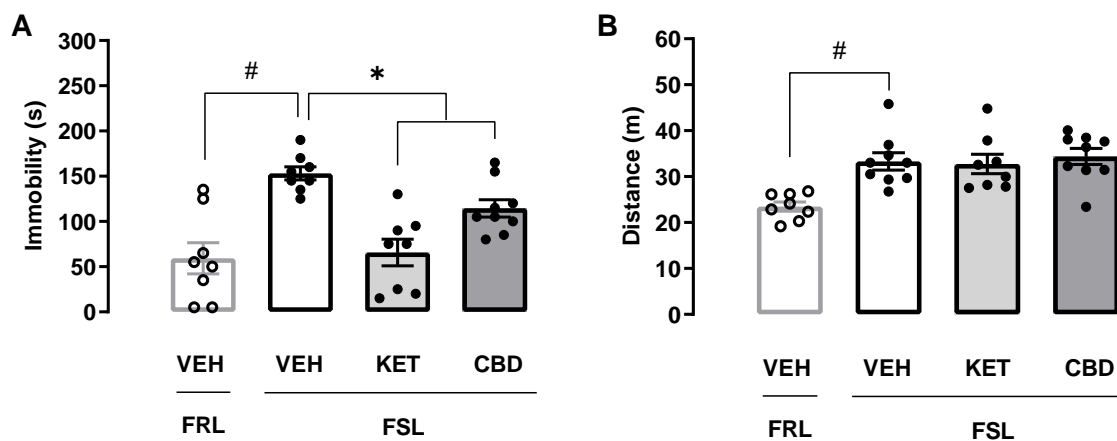 A
B
Immobility (s)
300
250
200
150
100
50
0
#
*
VEH VEH KET CBD
FRL FSL
Distance (m)
60
50
40
30
20
10
0
#
VEH VEH KET CBD
FRL FSL